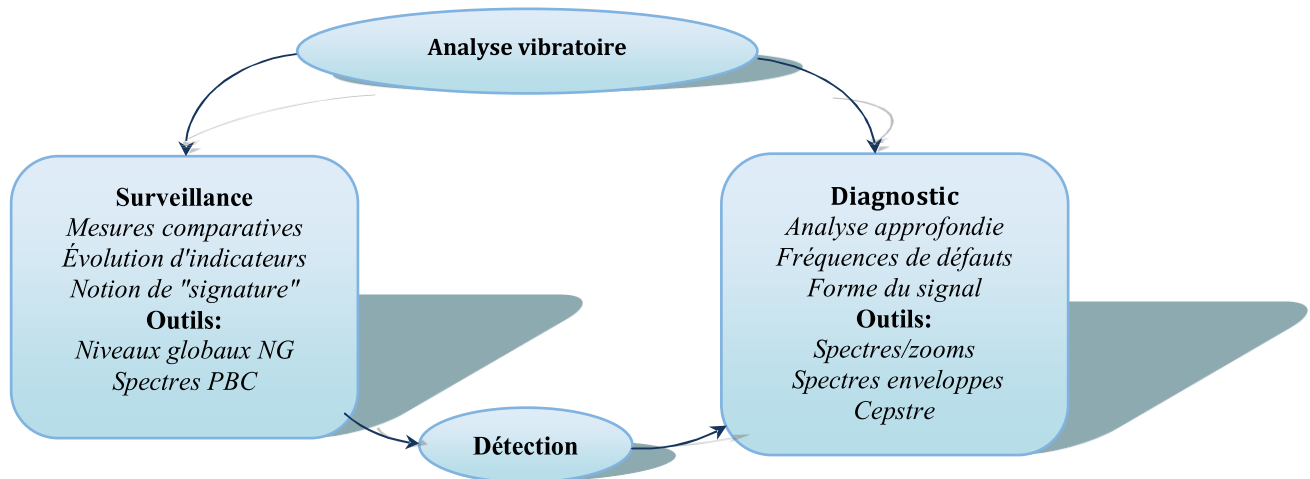 Analyse vibratoire
Surveillance
Mesures comparatives
Évolution d'indicateurs
Notion de "signature"
Outils:
Niveaux globaux NG
Spectres PBC
Diagnostic
Analyse approfondie
Fréquences de défauts
Forme du signal
Outils:
Spectres/zooms
Spectres enveloppes
Cepstre
Détection